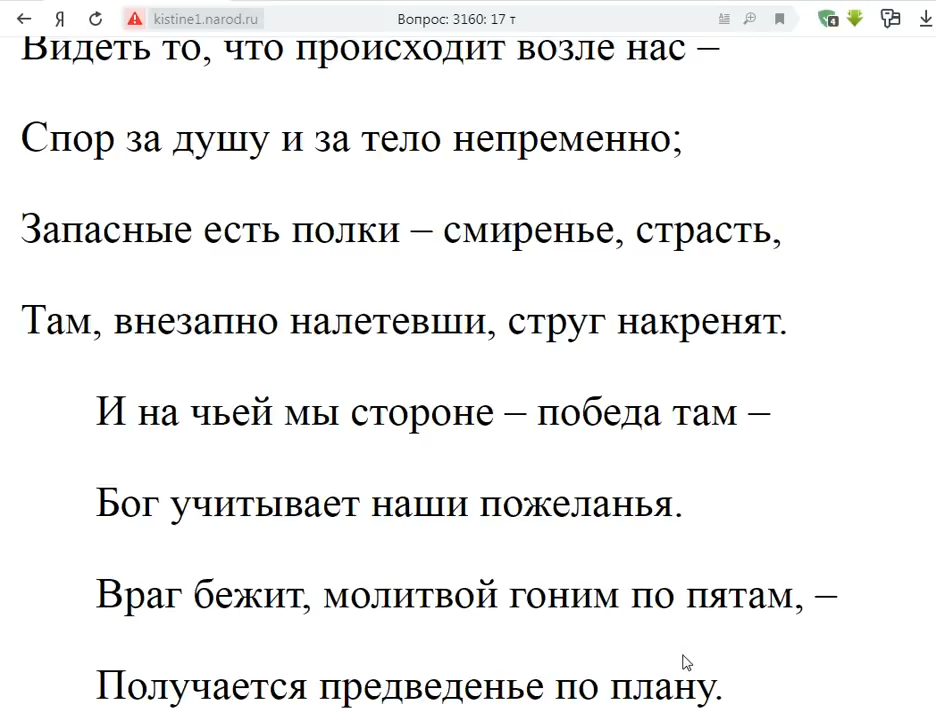 Я kistine1.narod.ru Вопрос: 3160: 17 т 4
Видеть то, что происходит возле нас –
Спор за душу и за тело непременно;
Запасные есть полки – смиренье, страсть,
Там, внезапно налетевши, струг накренят.
И на чьей мы стороне – победа там –
Бог учитывает наши пожеланья.
Враг бежит, молитвой гоним по пятам, –
Получается предведенье по плану.